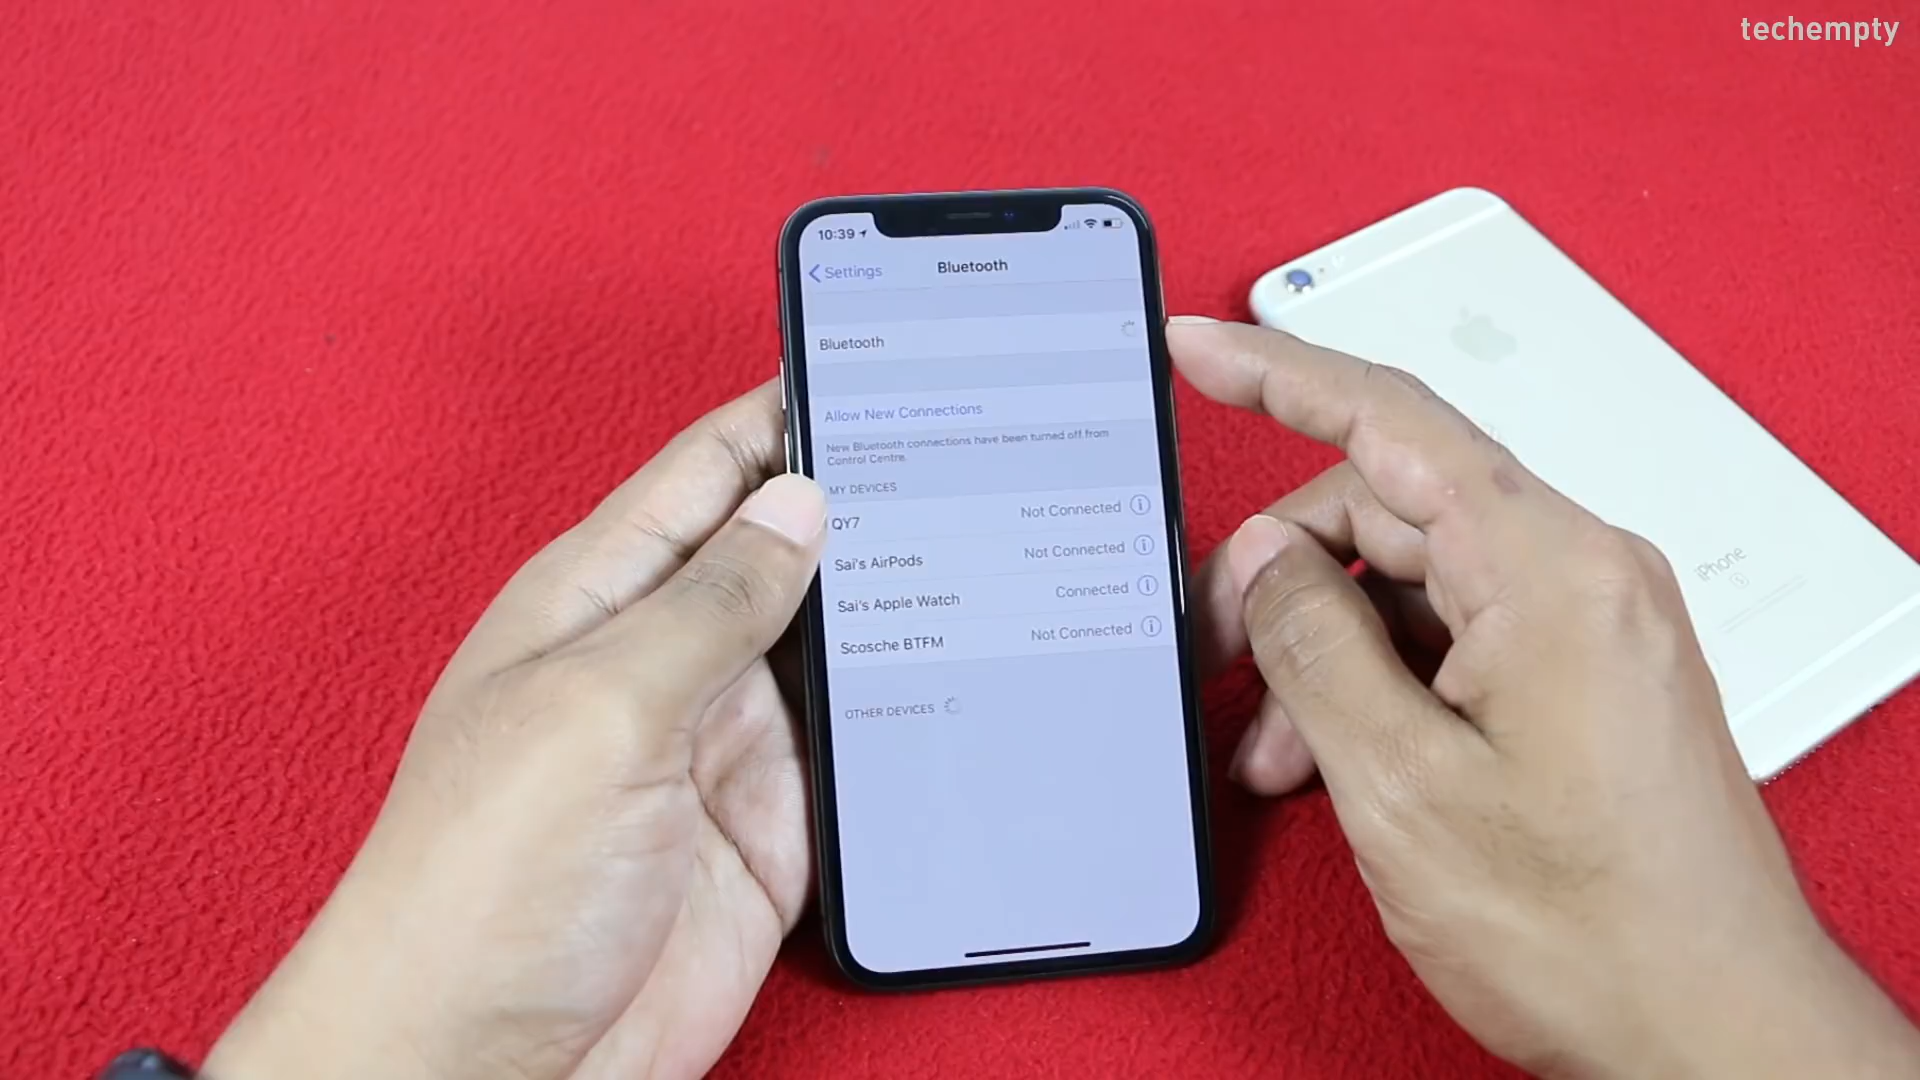 techempty
10:39
Settings
Bluetooth
Bluetooth
Allow New Connections
New Bluetooth connections have been turned off from
Control Centre.
MY DEVICES
QY7 Not Connected
Sai's AirPods Not Connected
Sai's Apple Watch Connected
Scosche BTFM Not Connected
OTHER DEVICES
iPhone